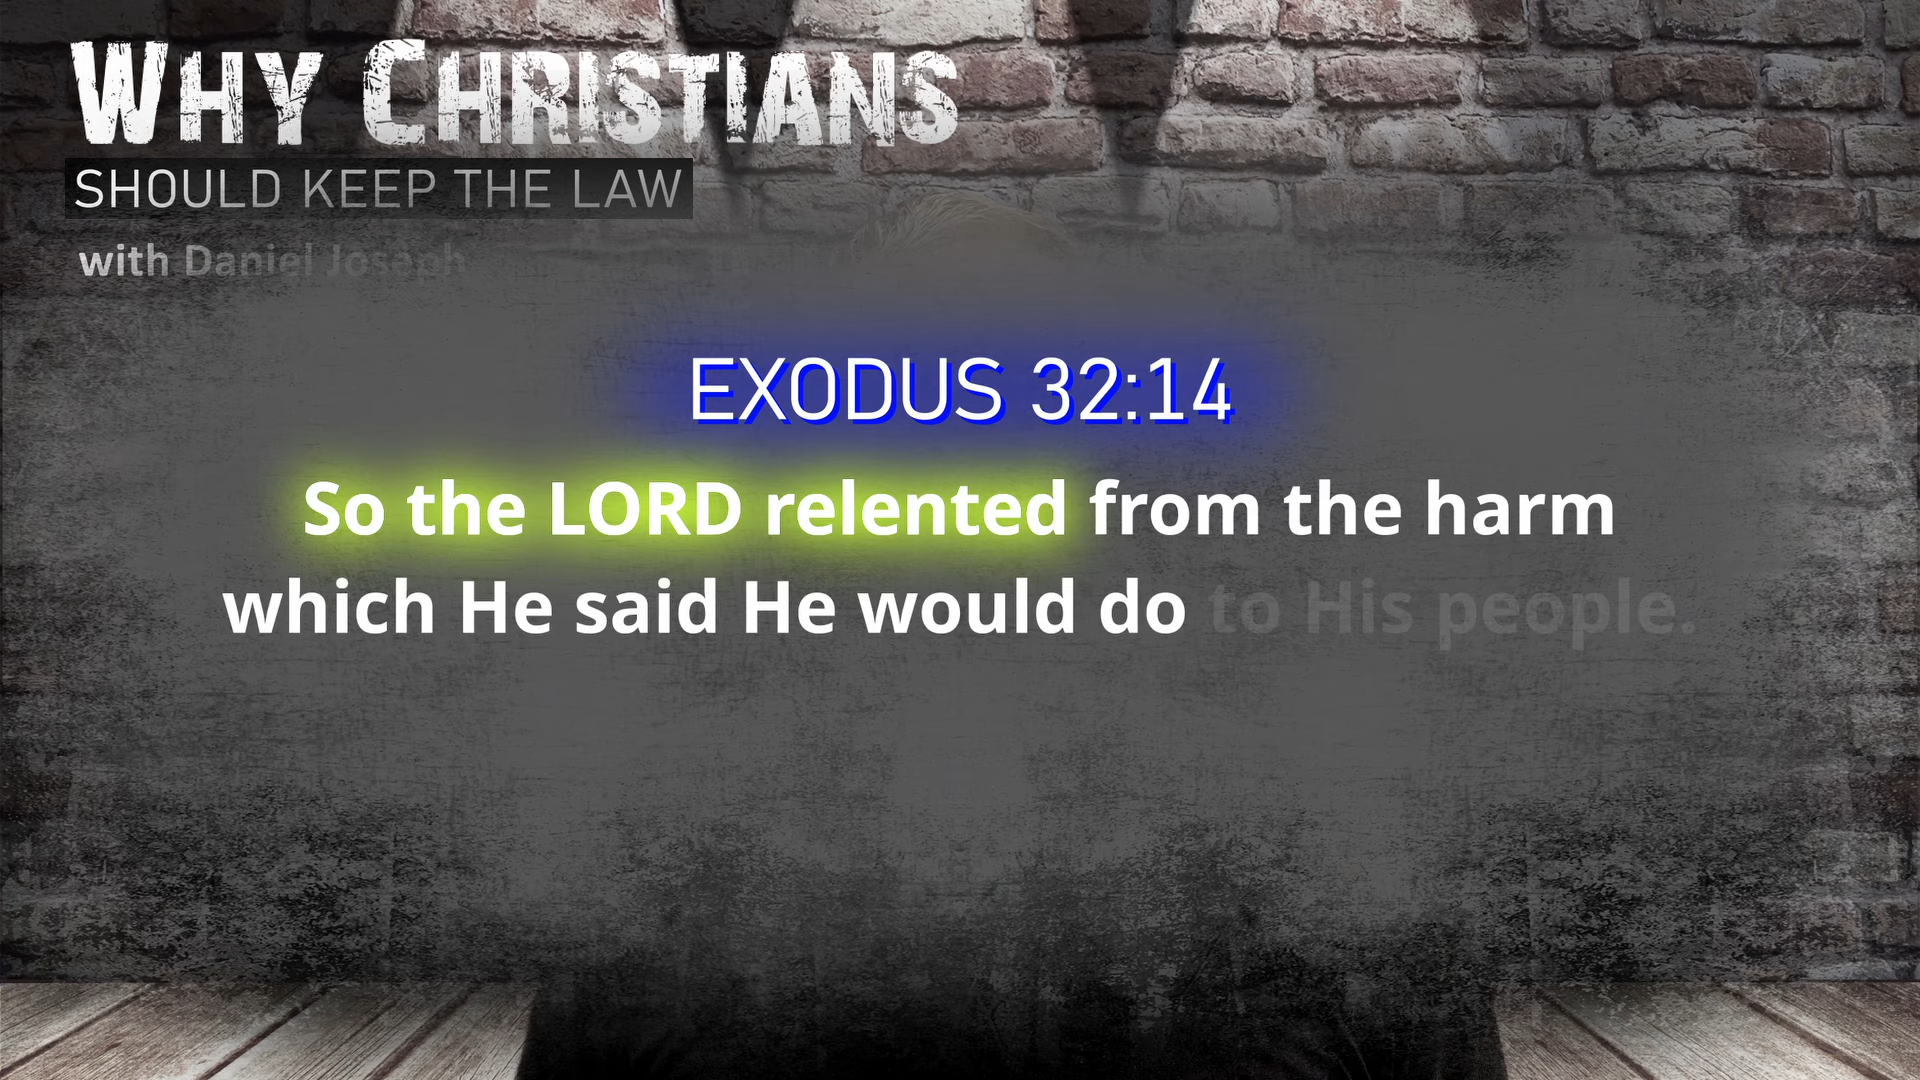 WHY CHRISTIANS
SHOULD KEEP THE LAW
with Daniel Joseph
EXODUS 32:14
So the LORD relented from the harm
which He said He would do to His people.